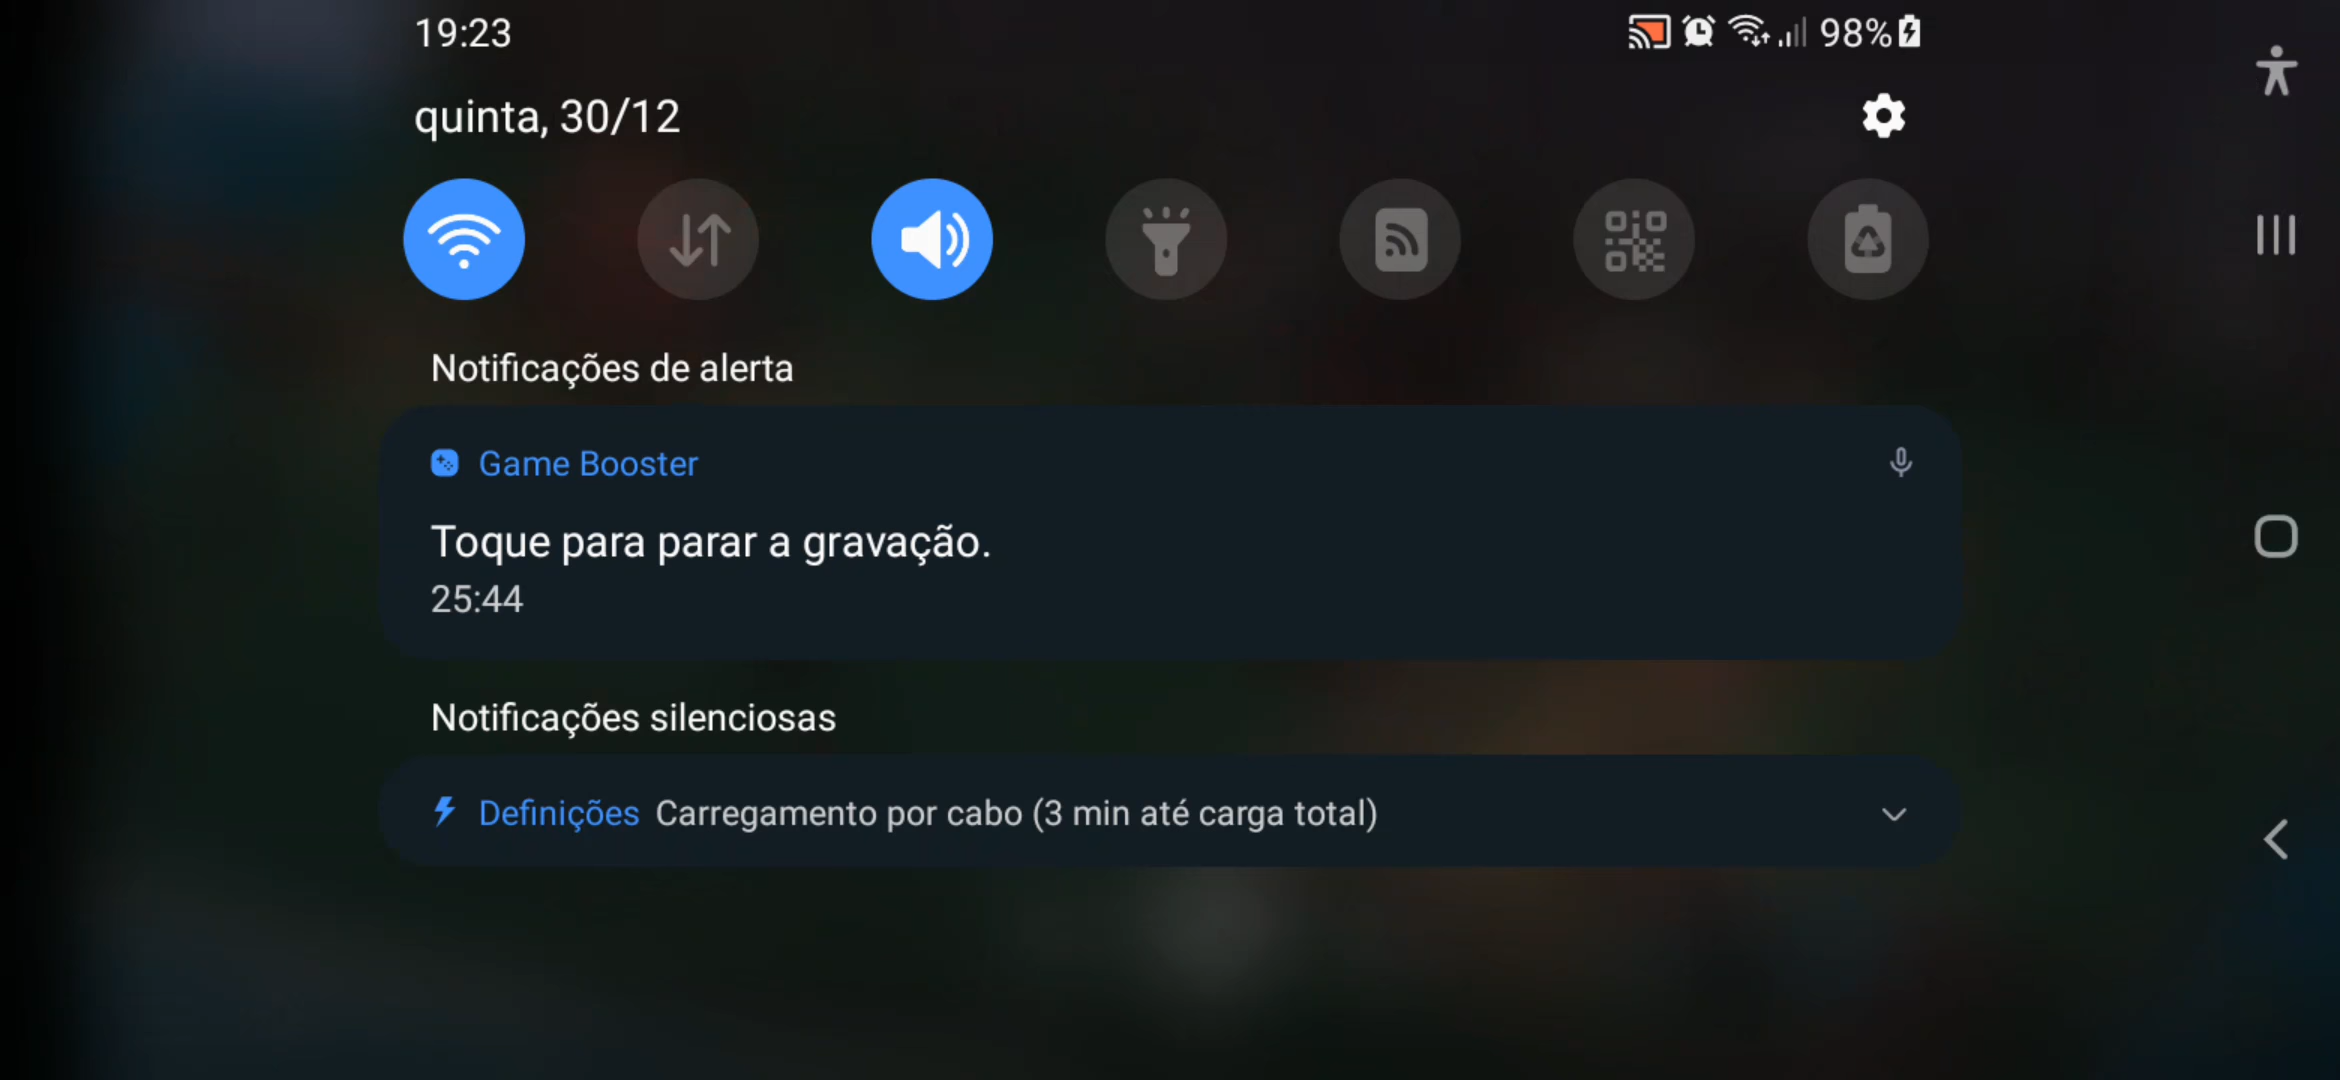 19:23
98%
quinta, 30/12
Notificações de alerta
Game Booster
Toque para parar a gravação.
25:44
Notificações silenciosas
Definições Carregamento por cabo (3 min até carga total)